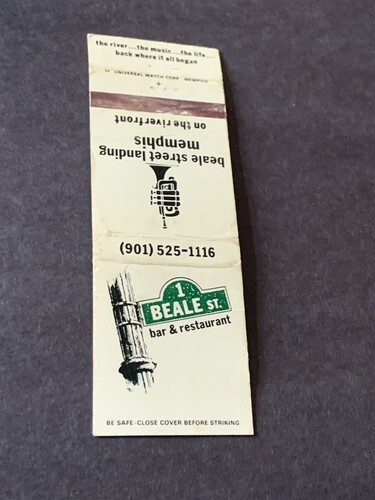 the river...the music...the life...
back where it all began
UNIVERSAL MATCH CORP. MEMPHIS
beale street landing
memphis
on the riverfront
(901) 525-1116
1
BEALE ST.
bar & restaurant
BE SAFE-CLOSE COVER BEFORE STRIKING